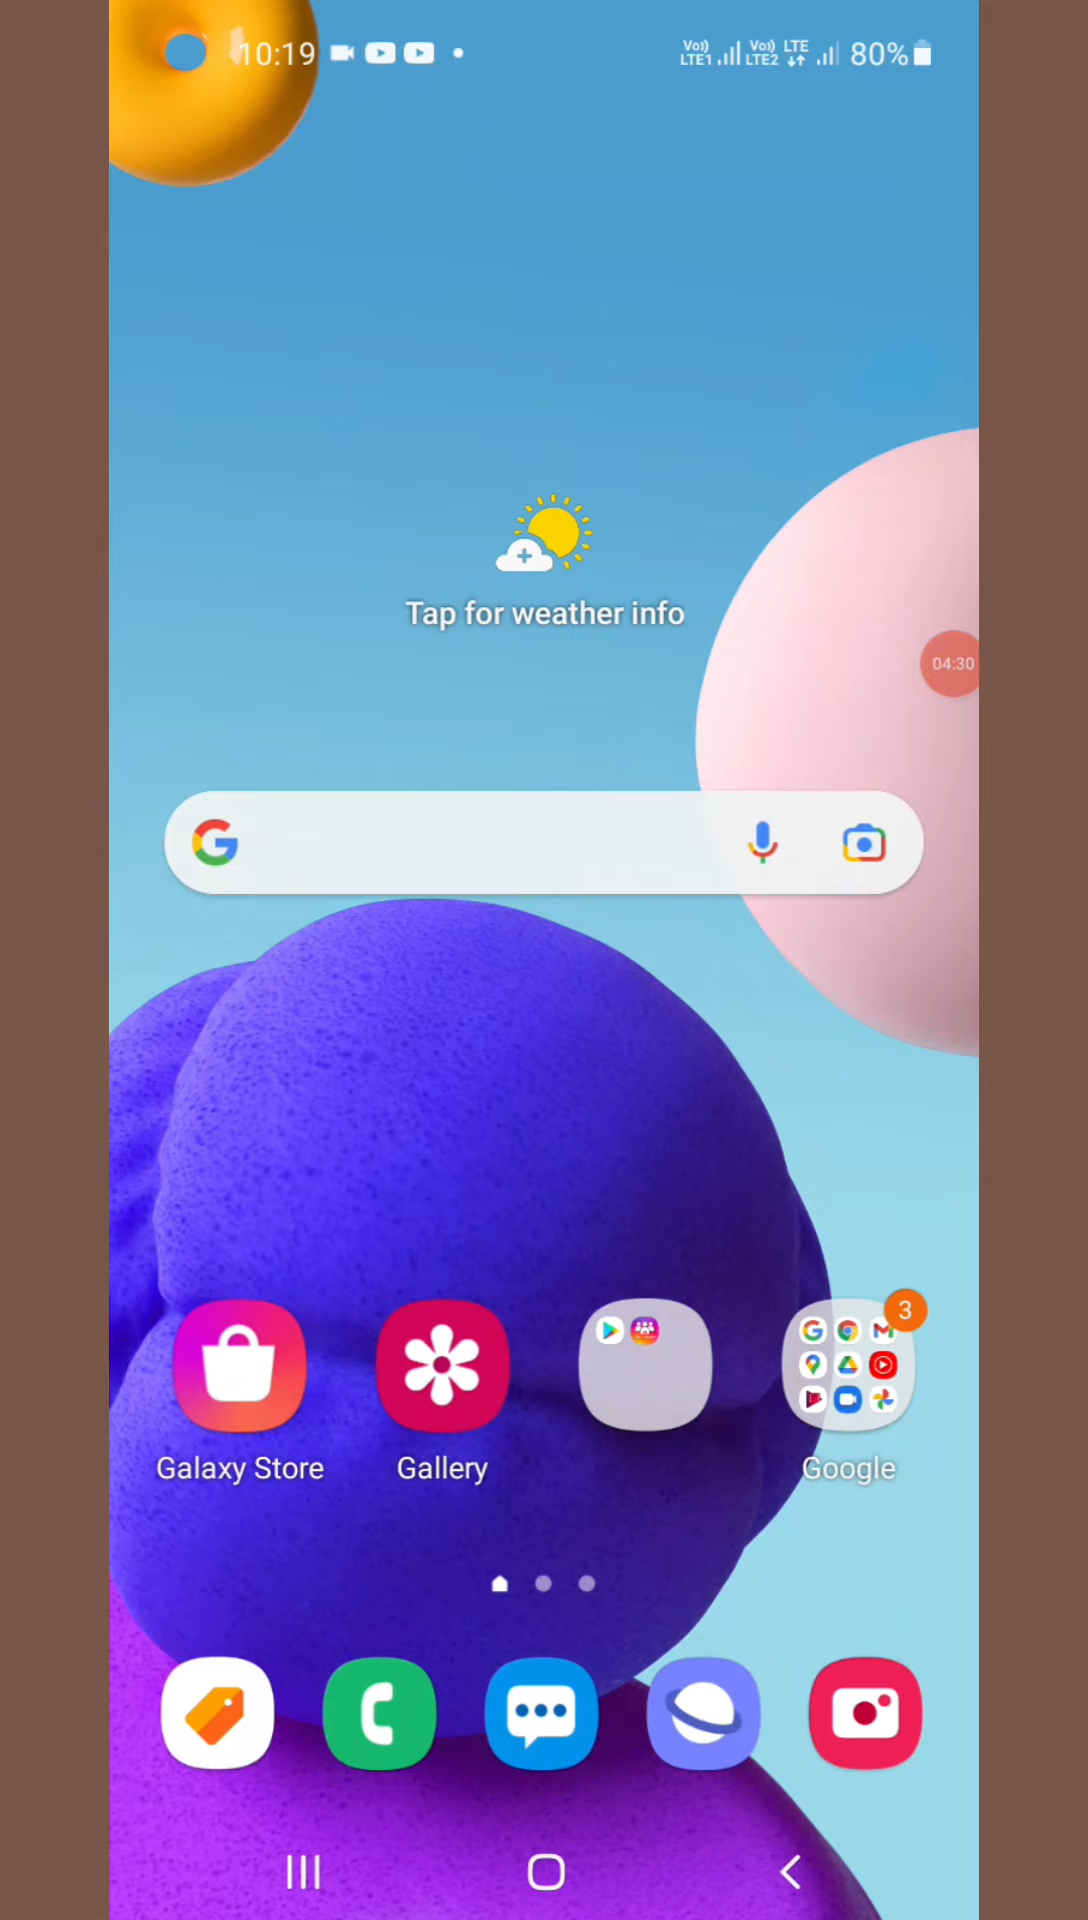 10:19
Vo) LTE1 Vo) LTE2 LTE 80%
Tap for weather info
04:30
3
Galaxy Store
Gallery
Google